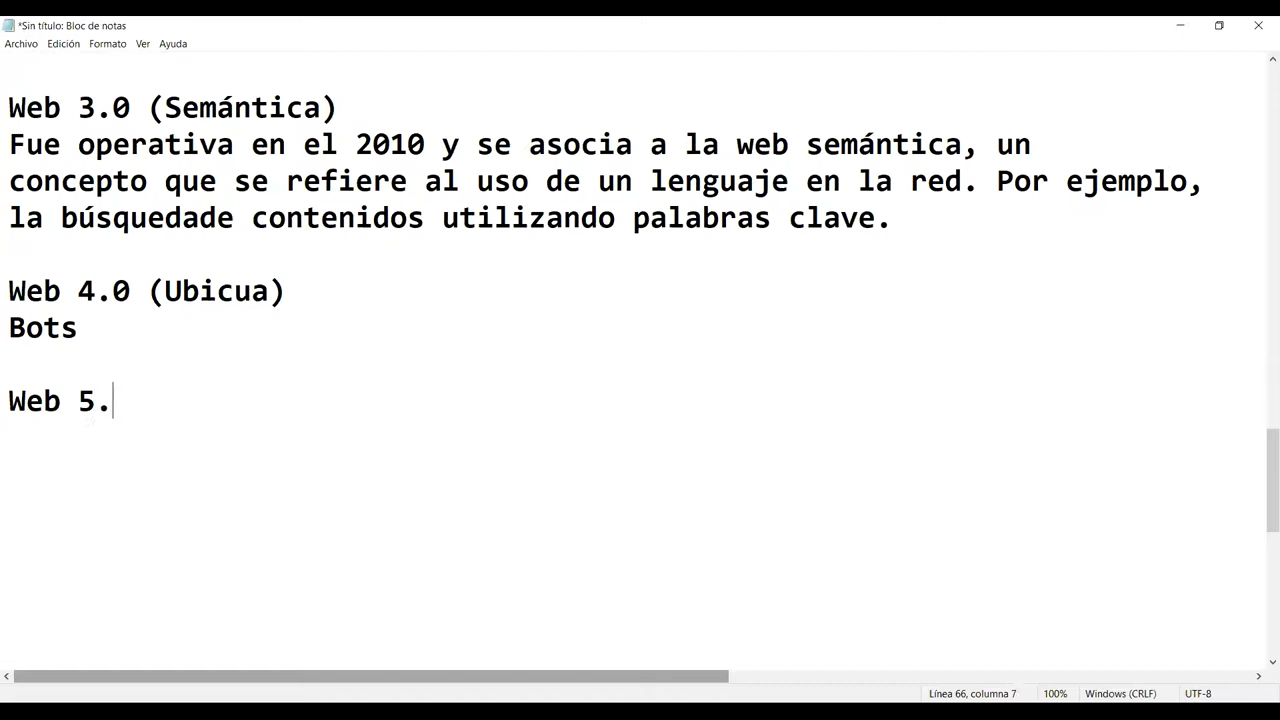 *Sin título: Bloc de notas
Archivo Edición Formato Ver Ayuda
Web 3.0 (Semántica)
Fue operativa en el 2010 y se asocia a la web semántica, un
concepto que se refiere al uso de un lenguaje en la red. Por ejemplo,
la búsquedade contenidos utilizando palabras clave.
Web 4.0 (Ubicua)
Bots
Web 5.
Línea 66, columna 7 100% Windows (CRLF) UTF-8